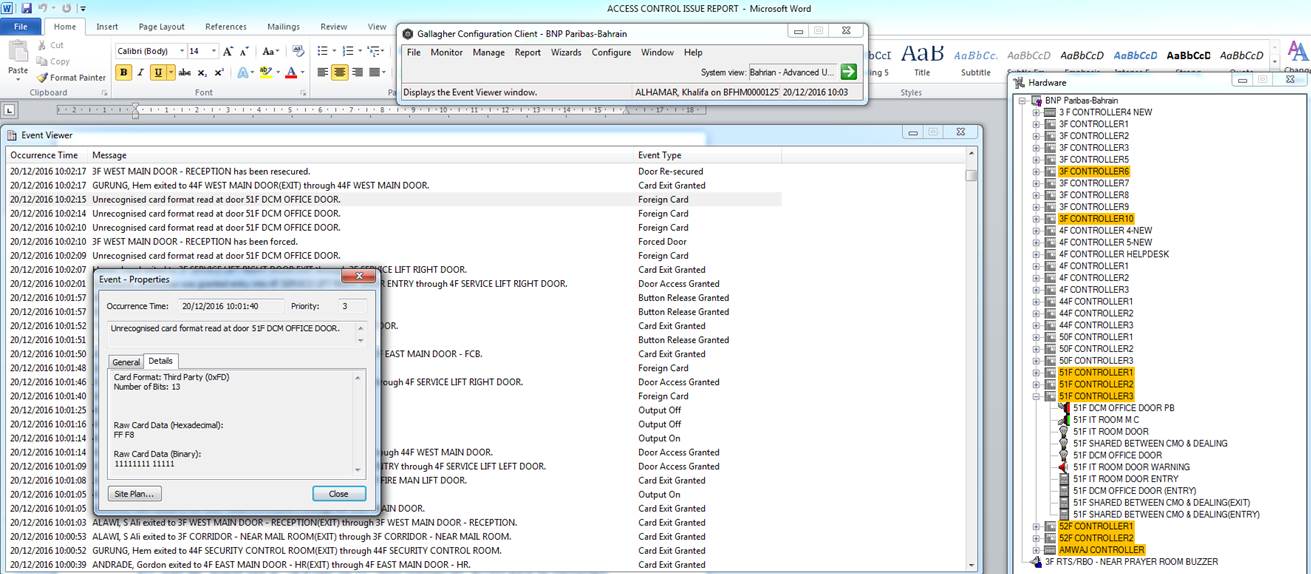 ACCESS CONTROL ISSUE REPORT - Microsoft Word
File Home Insert Page Layout References Mailings Review View
Cut
Copy
Format Painter
Paste
Clipboard
Calibri (Body) 14
Font
Title
Styles
Gallagher Configuration Client - BNP Paribas-Bahrain
File Monitor Manage Report Wizards Configure Window Help
System view: Bahrian - Advanced U...
Displays the Event Viewer window. ALHAMAR, Khalifa on BFHM0000125 20/12/2016 10:03
Event Viewer
Occurrence Time Message Event Type
20/12/2016 10:02:17 3F WEST MAIN DOOR - RECEPTION has been resecured. Door Re-secured
20/12/2016 10:02:17 GURUNG, Hem exited to 44F WEST MAIN DOOR(EXIT) through 44F WEST MAIN DOOR. Card Exit Granted
20/12/2016 10:02:15 Unrecognised card format read at door 51F DCM OFFICE DOOR. Foreign Card
20/12/2016 10:02:14 Unrecognised card format read at door 51F DCM OFFICE DOOR. Foreign Card
20/12/2016 10:02:10 Unrecognised card format read at door 51F DCM OFFICE DOOR. Foreign Card
20/12/2016 10:02:10 3F WEST MAIN DOOR - RECEPTION has been forced. Forced Door
20/12/2016 10:02:09 Unrecognised card format read at door 51F DCM OFFICE DOOR. Foreign Card
20/12/2016 10:02:07 SERVICE LIFT RIGHT DOOR. Card Exit Granted
20/12/2016 10:02:01 ENTRY through 4F SERVICE LIFT RIGHT DOOR. Door Access Granted
20/12/2016 10:01:57 Button Release Granted
20/12/2016 10:01:57 Button Release Granted
20/12/2016 10:01:52 OOR. Card Exit Granted
20/12/2016 10:01:51 Button Release Granted
20/12/2016 10:01:50 EAST MAIN DOOR - FCB. Card Exit Granted
20/12/2016 10:01:48 Foreign Card
20/12/2016 10:01:46 rough 4F SERVICE LIFT RIGHT DOOR. Door Access Granted
20/12/2016 10:01:40 Foreign Card
20/12/2016 10:01:25 Output Off
20/12/2016 10:01:16 Output Off
20/12/2016 10:01:14 Output On
20/12/2016 10:01:14 ough 44F WEST MAIN DOOR. Door Access Granted
20/12/2016 10:01:09 NTRY through 4F SERVICE LIFT LEFT DOOR. Door Access Granted
20/12/2016 10:01:08 FIRE MAN LIFT DOOR. Card Exit Granted
20/12/2016 10:01:05 Output On
20/12/2016 10:01:05 44F WEST MAIN DOOR. Card Exit Granted
20/12/2016 10:01:03 ALAWI, S Ali exited to 3F WEST MAIN DOOR - RECEPTION(EXIT) through 3F WEST MAIN DOOR - RECEPTION. Card Exit Granted
20/12/2016 10:00:53 ALAWI, S Ali exited to 3F CORRIDOR - NEAR MAIL ROOM(EXIT) through 3F CORRIDOR - NEAR MAIL ROOM. Card Exit Granted
20/12/2016 10:00:52 GURUNG, Hem exited to 44F SECURITY CONTROL ROOM(EXIT) through 44F SECURITY CONTROL ROOM. Card Exit Granted
20/12/2016 10:00:39 ANDRADE, Gordon exited to 4F EAST MAIN DOOR - HR(EXIT) through 4F EAST MAIN DOOR - HR. Card Exit Granted
Event - Properties
Occurrence Time: 20/12/2016 10:01:40 Priority: 3
Unrecognised card format read at door 51F DCM OFFICE DOOR.
General Details
Card Format: Third Party (0xFD)
Number of Bits: 13
Raw Card Data (Hexadecimal):
FF F8
Raw Card Data (Binary):
11111111 11111
Site Plan... Close
Hardware
BNP Paribas-Bahrain
3 F CONTROLLER4 NEW
3F CONTROLLER1
3F CONTROLLER2
3F CONTROLLER3
3F CONTROLLER5
3F CONTROLLER6
3F CONTROLLER7
3F CONTROLLER8
3F CONTROLLER9
3F CONTROLLER10
4F CONTROLLER 4-NEW
4F CONTROLLER 5-NEW
4F CONTROLLER HELPDESK
4F CONTROLLER1
4F CONTROLLER2
4F CONTROLLER3
44F CONTROLLER1
44F CONTROLLER2
44F CONTROLLER3
50F CONTROLLER1
50F CONTROLLER2
50F CONTROLLER3
51F CONTROLLER1
51F CONTROLLER2
51F CONTROLLER3
51F DCM OFFICE DOOR PB
51F IT ROOM M C
51F IT ROOM DOOR
51F SHARED BETWEEN CMO & DEALING
51F DCM OFFICE DOOR
51F IT ROOM DOOR WARNING
51F IT ROOM DOOR ENTRY
51F DCM OFFICE DOOR (ENTRY)
51F SHARED BETWEEN CMO & DEALING(EXIT)
51F SHARED BETWEEN CMO & DEALING(ENTRY)
52F CONTROLLER1
52F CONTROLLER2
AMWAJ CONTROLLER
3F RTS/RBO - NEAR PRAYER ROOM BUZZER